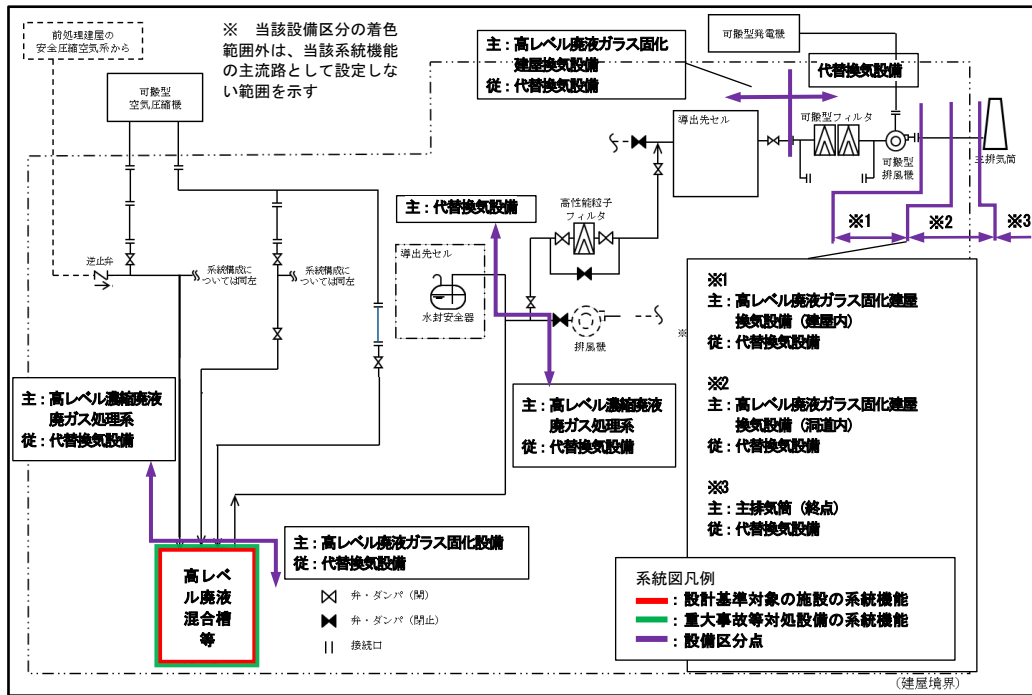 前処理建屋の
安全圧縮空気系から
※　当該設備区分の着色
範囲外は、当該系統機能
の主流路として設定しな
い範囲を示す
主：高レベル廃液ガラス固化
建屋換気設備
従：代替換気設備
可搬型発電機
代替換気設備
可搬型
空気圧縮機
導出先セル
可搬型フィルタ
可搬型
排風機
主排気筒
※1
※2
※3
主：代替換気設備
高性能粒子
フィルタ
導出先セル
水封安全器
排風機
※
逆止弁
系統構成に
ついては同左
系統構成に
ついては同左
主：高レベル濃縮廃液
廃ガス処理系
従：代替換気設備
主：高レベル濃縮廃液
廃ガス処理系
従：代替換気設備
※1
主：高レベル廃液ガラス固化建屋
換気設備（建屋内）
従：代替換気設備
※2
主：高レベル廃液ガラス固化建屋
換気設備（洞道内）
従：代替換気設備
※3
主：主排気筒（終点）
従：代替換気設備
主：高レベル廃液ガラス固化設備
従：代替換気設備
高レベ
ル廃液
混合槽
等
弁・ダンパ（開）
弁・ダンパ（閉止）
接続口
系統図凡例
：設計基準対象の施設の系統機能
：重大事故等対処設備の系統機能
：設備区分点
（建屋境界）